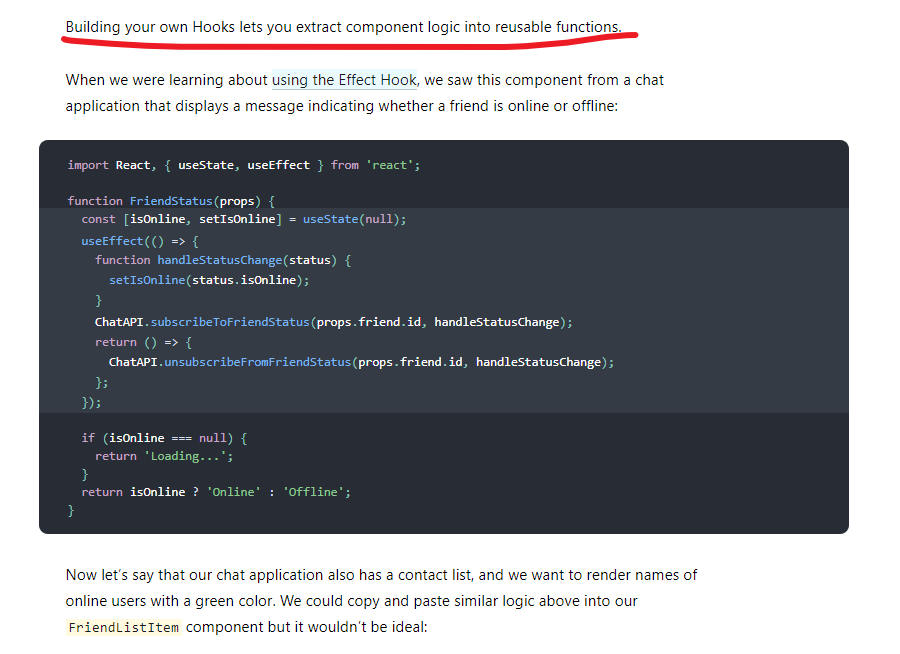 Building your own Hooks lets you extract component logic into reusable functions.
When we were learning about using the Effect Hook, we saw this component from a chat
application that displays a message indicating whether a friend is online or offline:
import React, { useState, useEffect } from 'react';
function FriendStatus(props) {
  const [isOnline, setIsOnline] = useState(null);
  useEffect(() => {
    function handleStatusChange(status) {
      setIsOnline(status.isOnline);
    }
    ChatAPI.subscribeToFriendStatus(props.friend.id, handleStatusChange);
    return () => {
      ChatAPI.unsubscribeFromFriendStatus(props.friend.id, handleStatusChange);
    };
  });
  if (isOnline === null) {
    return 'Loading...';
  }
  return isOnline ? 'Online' : 'Offline';
}
Now let’s say that our chat application also has a contact list, and we want to render names of
online users with a green color. We could copy and paste similar logic above into our
FriendListItem component but it wouldn’t be ideal: